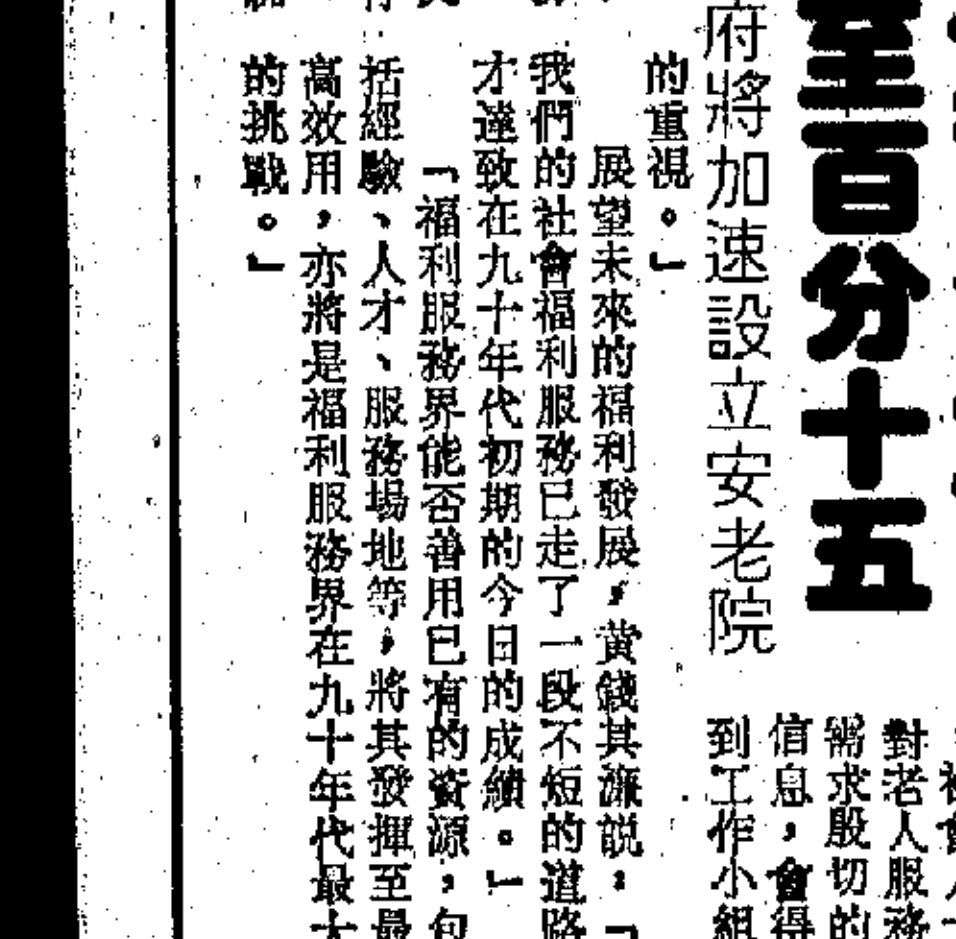 至百分十五
府將加速設立安老院
對老人服務
需求殷切的
信息，會得
到工作小組
的重視。」
展望未來的福利發展，黃錢其濂說：「
我們的社會福利服務已走了一段不短的道路
才達致在九十年代初期的今日的成績。」
「福利服務界能否善用已有的資源，包
括經驗、人才、服務場地等，將其發揮至最
高效用，亦將是福利服務界在九十年代最大
的挑戰。」